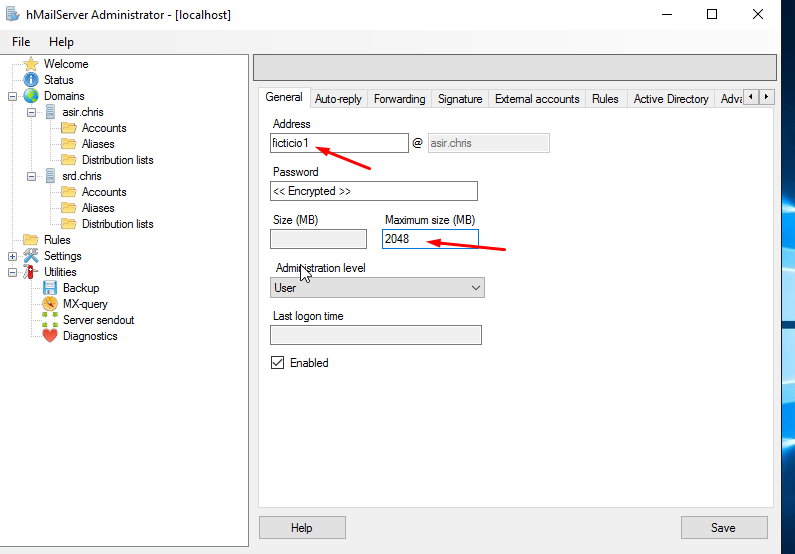 hMailServer Administrator - [localhost]
File Help
Welcome
Status
Domains
asir.chris
Accounts
Aliases
Distribution lists
srd.chris
Accounts
Aliases
Distribution lists
Rules
Settings
Utilities
Backup
MX-query
Server sendout
Diagnostics
General Auto-reply Forwarding Signature External accounts Rules Active Directory Adva
Address
ficticio1 @ asir.chris
Password
<< Encrypted >>
Size (MB) Maximum size (MB)
2048
Administration level
User
Last logon time
Enabled
Help Save